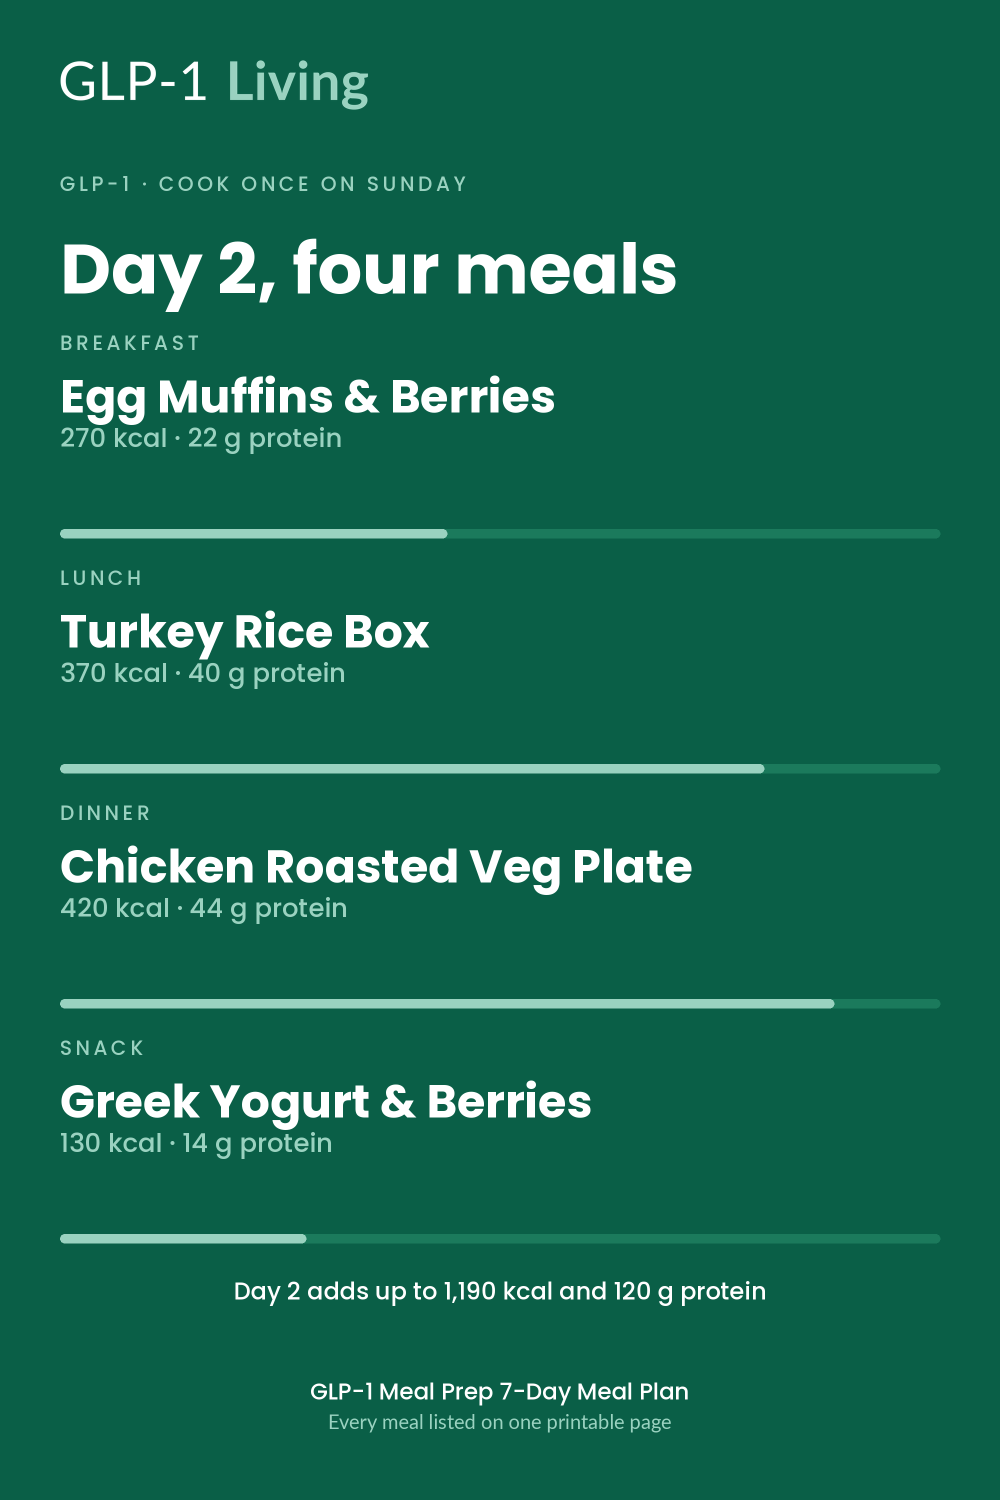 GLP-1 Living
GLP-1 · COOK ONCE ON SUNDAY
Day 2, four meals
BREAKFAST
Egg Muffins & Berries
270 kcal · 22 g protein
LUNCH
Turkey Rice Box
370 kcal · 40 g protein
DINNER
Chicken Roasted Veg Plate
420 kcal · 44 g protein
SNACK
Greek Yogurt & Berries
130 kcal · 14 g protein
Day 2 adds up to 1,190 kcal and 120 g protein
GLP-1 Meal Prep 7-Day Meal Plan
Every meal listed on one printable page